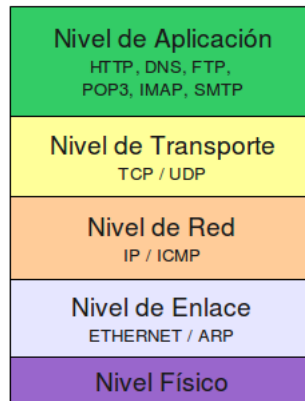 Nivel de Aplicación
HTTP, DNS, FTP,
POP3, IMAP, SMTP
Nivel de Transporte
TCP / UDP
Nivel de Red
IP / ICMP
Nivel de Enlace
ETHERNET / ARP
Nivel Físico